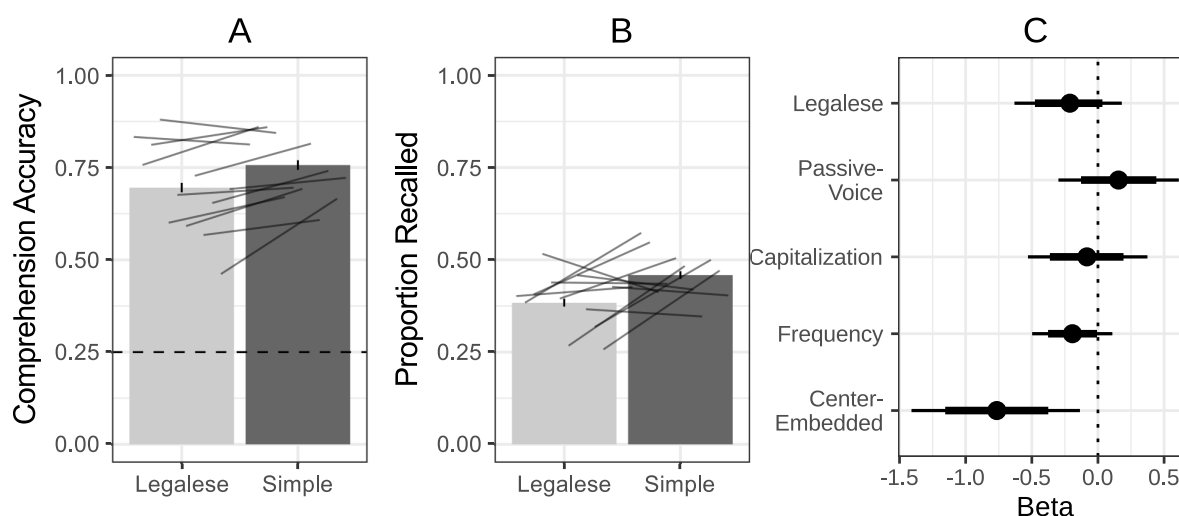 A
Comprehension Accuracy
1.00
0.75
0.50
0.25
0.00
Legalese
Simple
B
Proportion Recalled
1.00
0.75
0.50
0.25
0.00
Legalese
Simple
C
Legalese
Passive-
Voice
Capitalization
Frequency
Center-
Embedded
-1.5
-1.0
-0.5
0.0
0.5
Beta